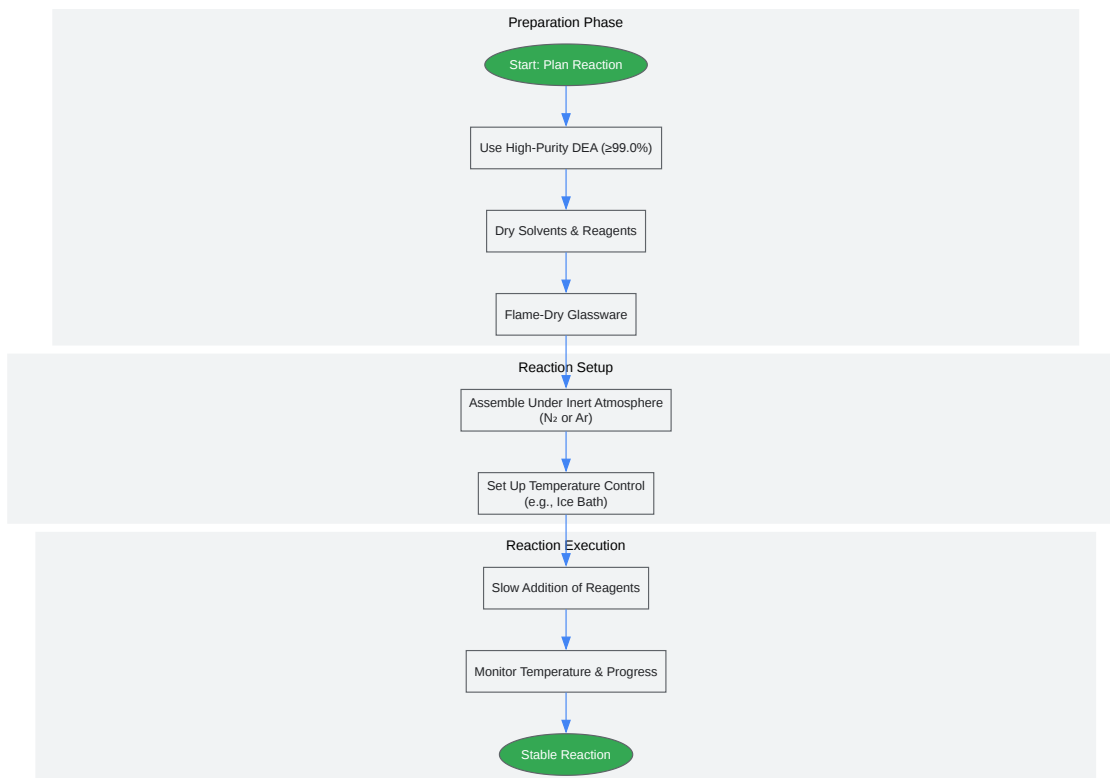 Preparation Phase
Start: Plan Reaction
Use High-Purity DEA (≥99.0%)
Dry Solvents & Reagents
Flame-Dry Glassware
Reaction Setup
Assemble Under Inert Atmosphere
(N₂ or Ar)
Set Up Temperature Control
(e.g., Ice Bath)
Reaction Execution
Slow Addition of Reagents
Monitor Temperature & Progress
Stable Reaction